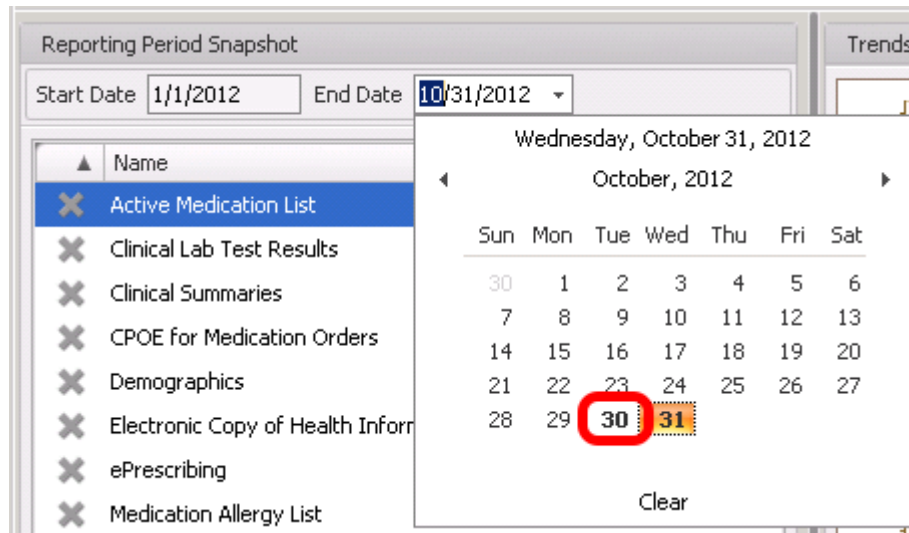 Reporting Period Snapshot
Trends
Start Date 1/1/2012 End Date 10/31/2012
Wednesday, October 31, 2012
Name
October, 2012
Active Medication List
Sun Mon Tue Wed Thu Fri Sat
Clinical Lab Test Results
30 1 2 3 4 5 6
Clinical Summaries
7 8 9 10 11 12 13
CPOE for Medication Orders
14 15 16 17 18 19 20
Demographics
21 22 23 24 25 26 27
Electronic Copy of Health Inforr
28 29 30 31
ePrescribing
Clear
Medication Allergy List